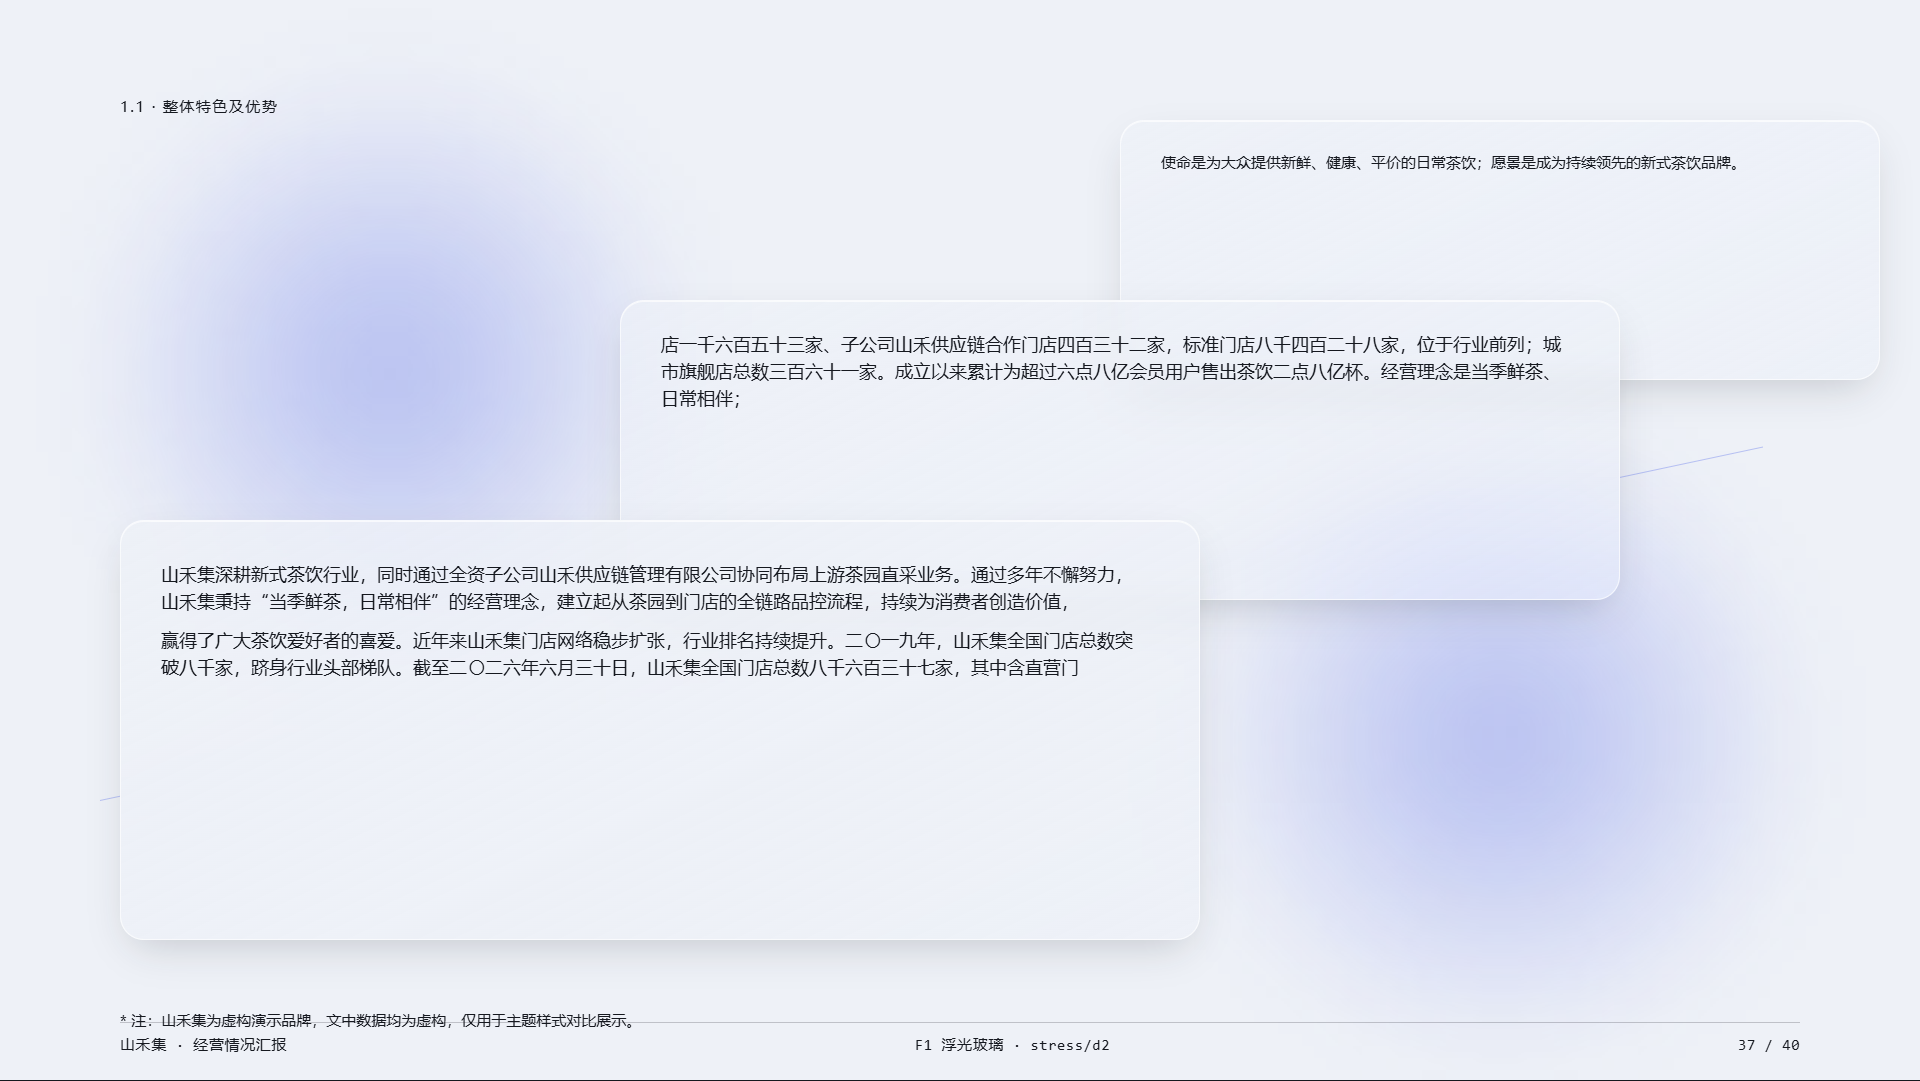 1.1 · 整体特色及优势
使命是为大众提供新鲜、健康、平价的日常茶饮；愿景是成为持续领先的新式茶饮品牌。
店一千六百五十三家、子公司山禾供应链合作门店四百三十二家，标准门店八千四百二十八家，位于行业前列；城
市旗舰店总数三百六十一家。成立以来累计为超过六点八亿会员用户售出茶饮二点八亿杯。经营理念是当季鲜茶、
日常相伴；
山禾集深耕新式茶饮行业，同时通过全资子公司山禾供应链管理有限公司协同布局上游茶园直采业务。通过多年不懈努力，
山禾集秉持“当季鲜茶，日常相伴”的经营理念，建立起从茶园到门店的全链路品控流程，持续为消费者创造价值，
赢得了广大茶饮爱好者的喜爱。近年来山禾集门店网络稳步扩张，行业排名持续提升。二〇一九年，山禾集全国门店总数突
破八千家，跻身行业头部梯队。截至二〇二六年六月三十日，山禾集全国门店总数八千六百三十七家，其中含直营门
* 注：山禾集为虚构演示品牌，文中数据均为虚构，仅用于主题样式对比展示。
山禾集 · 经营情况汇报
F1 浮光玻璃 · stress/d2
37 / 40